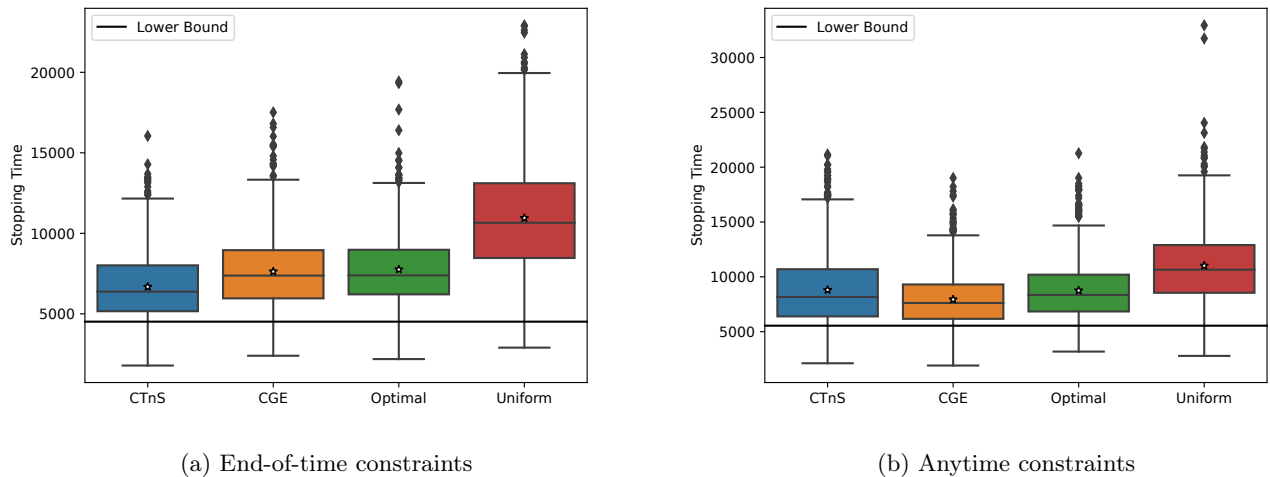 Lower Bound
Stopping Time
20000
15000
10000
5000
CTnS CGE Optimal Uniform
(a) End-of-time constraints
Lower Bound
Stopping Time
30000
25000
20000
15000
10000
5000
CTnS CGE Optimal Uniform
(b) Anytime constraints